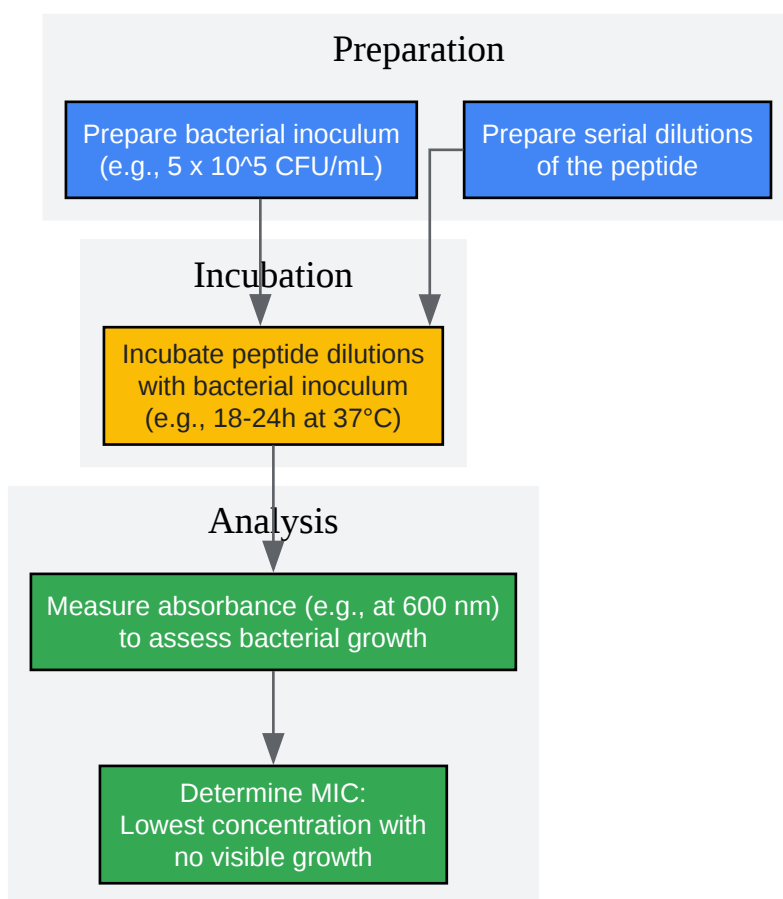 Preparation
Prepare bacterial inoculum
(e.g., 5 x 10^5 CFU/mL)
Prepare serial dilutions
of the peptide
Incubation
Incubate peptide dilutions
with bacterial inoculum
(e.g., 18-24h at 37°C)
Analysis
Measure absorbance (e.g., at 600 nm)
to assess bacterial growth
Determine MIC:
Lowest concentration with
no visible growth